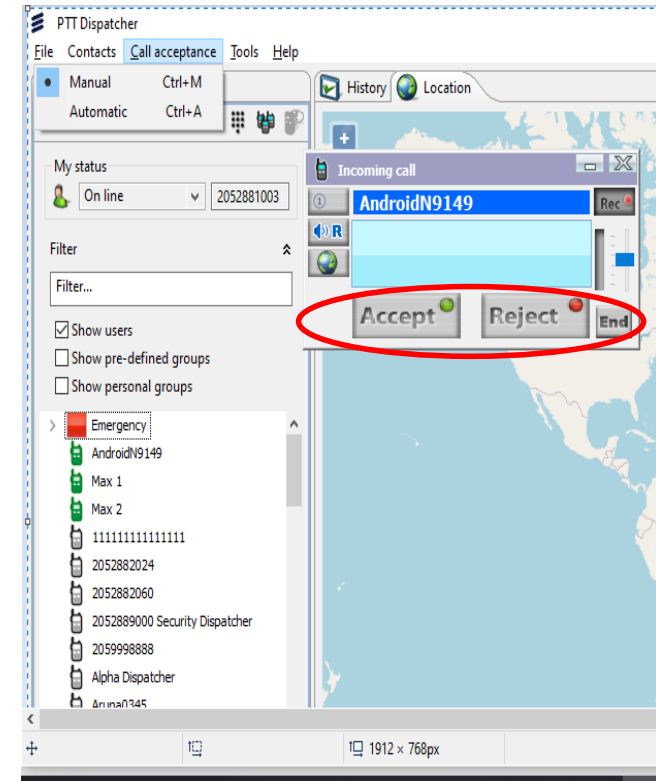 PTT Dispatcher
File Contacts Call acceptance Tools Help
Manual Ctrl+M
Automatic Ctrl+A
History Location
My status
On line 2052881003
Filter
Filter...
Show users
Show pre-defined groups
Show personal groups
Emergency
AndroidN9149
Max 1
Max 2
111111111111111
2052882024
2052882060
2052889000 Security Dispatcher
2059998888
Alpha Dispatcher
Aruna0345
+
Incoming call
1 AndroidN9149 Rec
R
Accept Reject End
1912 × 768px